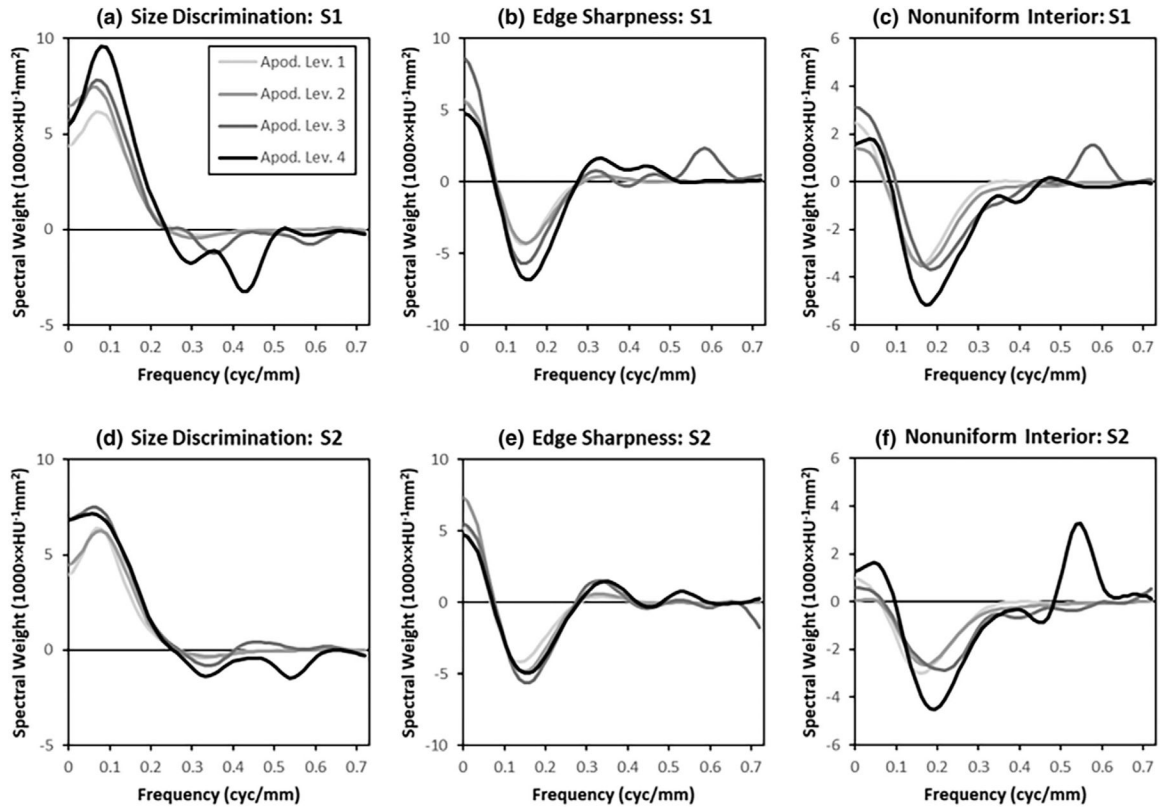 (a) Size Discrimination: S1
(b) Edge Sharpness: S1
(c) Nonuniform Interior: S1
Spectral Weight (1000××HU⁻¹mm²)
10
5
0
-5
Apod. Lev. 1
Apod. Lev. 2
Apod. Lev. 3
Apod. Lev. 4
0 0.1 0.2 0.3 0.4 0.5 0.6 0.7
Frequency (cyc/mm)
Spectral Weight (1000××HU⁻¹mm²)
10
5
0
-5
-10
0 0.1 0.2 0.3 0.4 0.5 0.6 0.7
Frequency (cyc/mm)
Spectral Weight (1000××HU⁻¹mm²)
6
4
2
0
-2
-4
-6
0 0.1 0.2 0.3 0.4 0.5 0.6 0.7
Frequency (cyc/mm)
(d) Size Discrimination: S2
(e) Edge Sharpness: S2
(f) Nonuniform Interior: S2
Spectral Weight (1000××HU⁻¹mm²)
10
5
0
-5
0 0.1 0.2 0.3 0.4 0.5 0.6 0.7
Frequency (cyc/mm)
Spectral Weight (1000××HU⁻¹mm²)
10
5
0
-5
-10
0 0.1 0.2 0.3 0.4 0.5 0.6 0.7
Frequency (cyc/mm)
Spectral Weight (1000××HU⁻¹mm²)
6
4
2
0
-2
-4
-6
0 0.1 0.2 0.3 0.4 0.5 0.6 0.7
Frequency (cyc/mm)